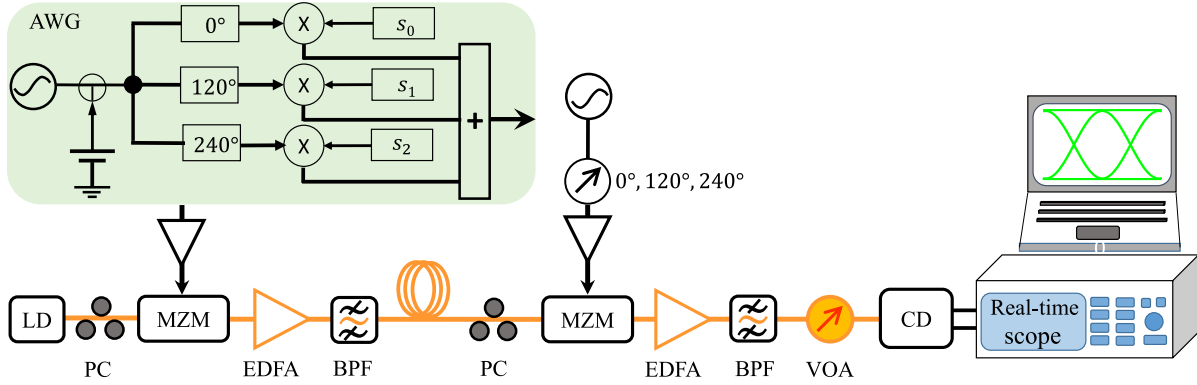 AWG
0°
X
s₀
120°
X
s₁
+
240°
X
s₂
0°, 120°, 240°
LD
PC
MZM
EDFA
BPF
PC
MZM
EDFA
BPF
VOA
CD
Real-time
scope